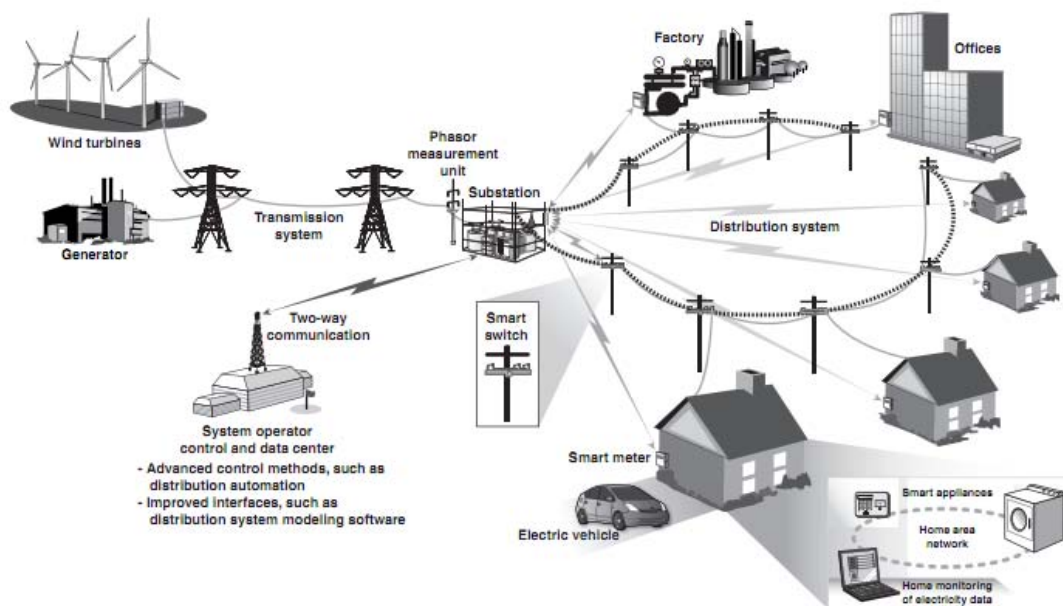 Factory
Offices
Wind turbines
Phasor
measurement
unit
Substation
Transmission
system
Distribution system
Generator
Two-way
communication
Smart
switch
System operator
control and data center
- Advanced control methods, such as
distribution automation
- Improved interfaces, such as
distribution system modeling software
Smart meter
Electric vehicle
Smart appliances
Home area
network
Home monitoring
of electricity data